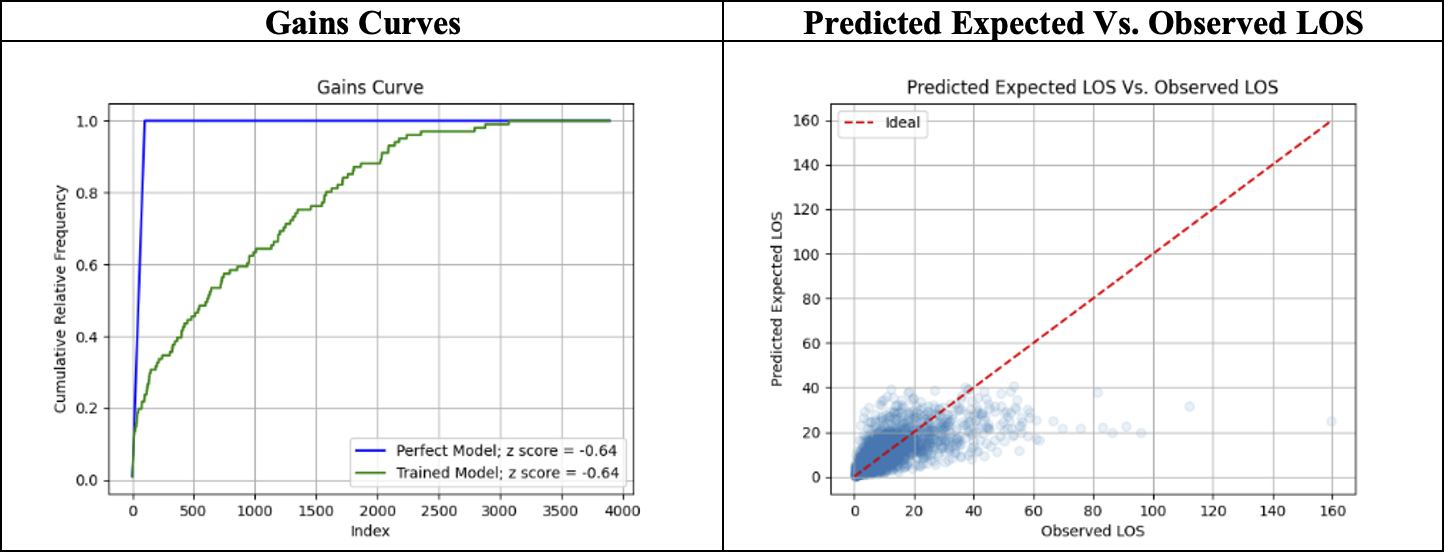 Gains Curves
Predicted Expected Vs. Observed LOS
Gains Curve
1.0
0.8
0.6
0.4
0.2
0.0
Cumulative Relative Frequency
Perfect Model; z score = -0.64
Trained Model; z score = -0.64
0 500 1000 1500 2000 2500 3000 3500 4000
Index
Predicted Expected LOS Vs. Observed LOS
Ideal
160
140
120
100
80
60
40
20
0
Predicted Expected LOS
0 20 40 60 80 100 120 140 160
Observed LOS